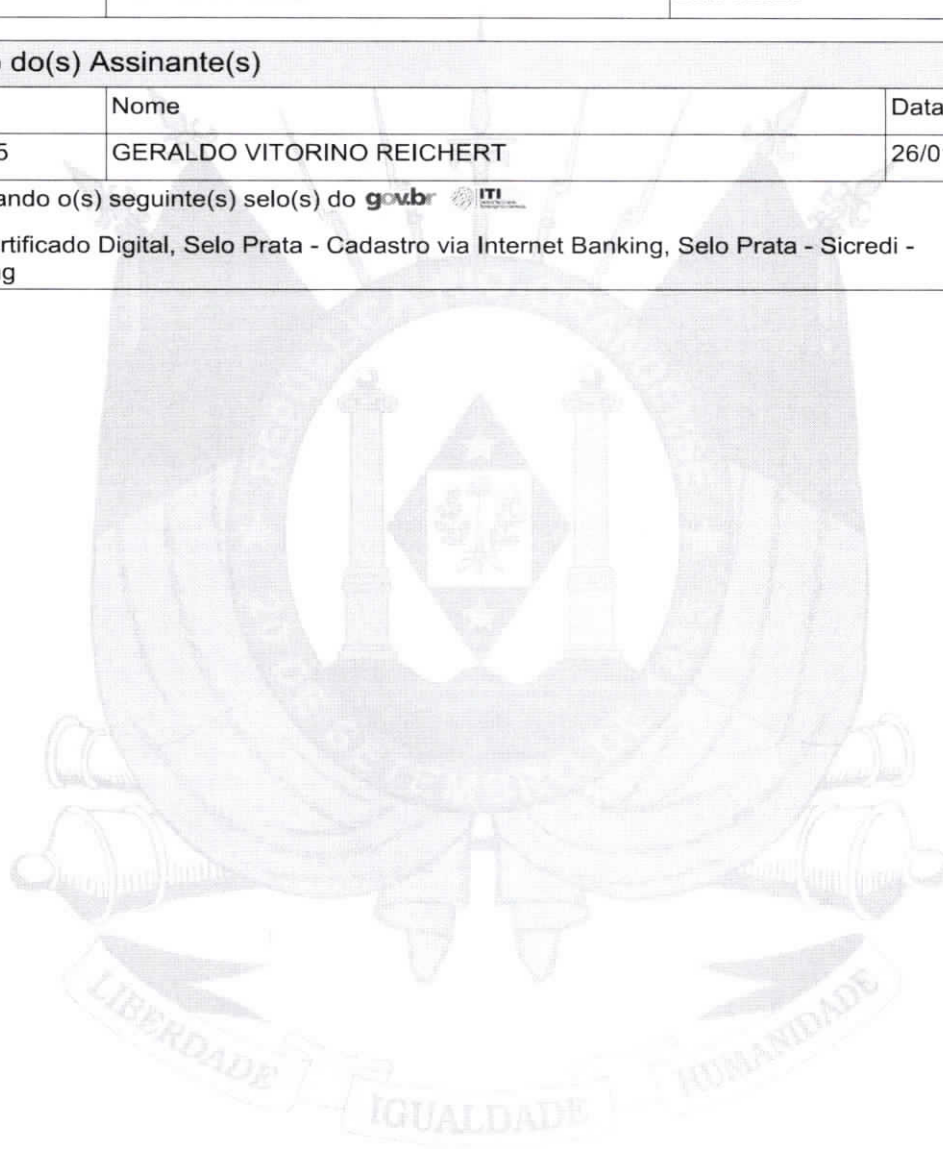 do(s) Assinante(s)
Nome Data
5 GERALDO VITORINO REICHERT 26/0
ando o(s) seguinte(s) selo(s) do gov.br ITI
rtificado Digital, Selo Prata - Cadastro via Internet Banking, Selo Prata - Sicredi -
g
LIBERDADE IGUALDADE HUMANIDADE